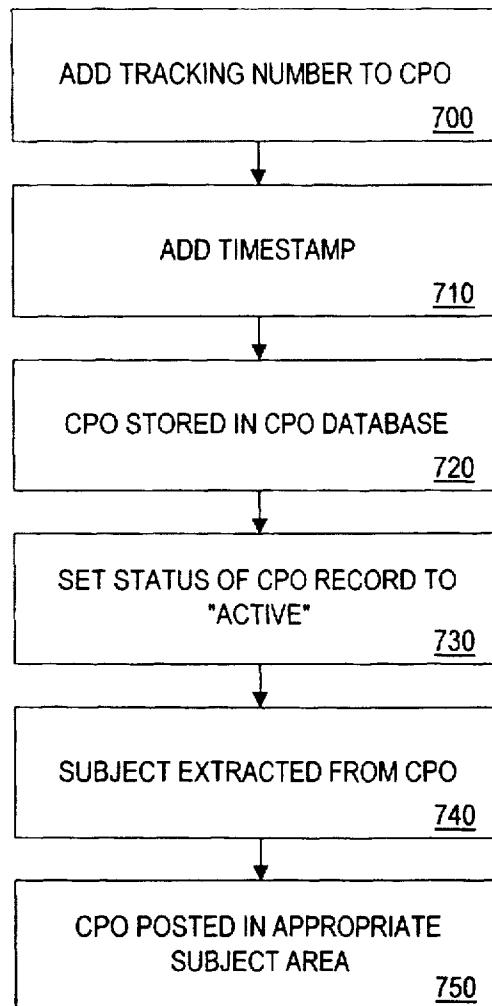 ADD TRACKING NUMBER TO CPO
700
ADD TIMESTAMP
710
CPO STORED IN CPO DATABASE
720
SET STATUS OF CPO RECORD TO
"ACTIVE"
730
SUBJECT EXTRACTED FROM CPO
740
CPO POSTED IN APPROPRIATE
SUBJECT AREA
750